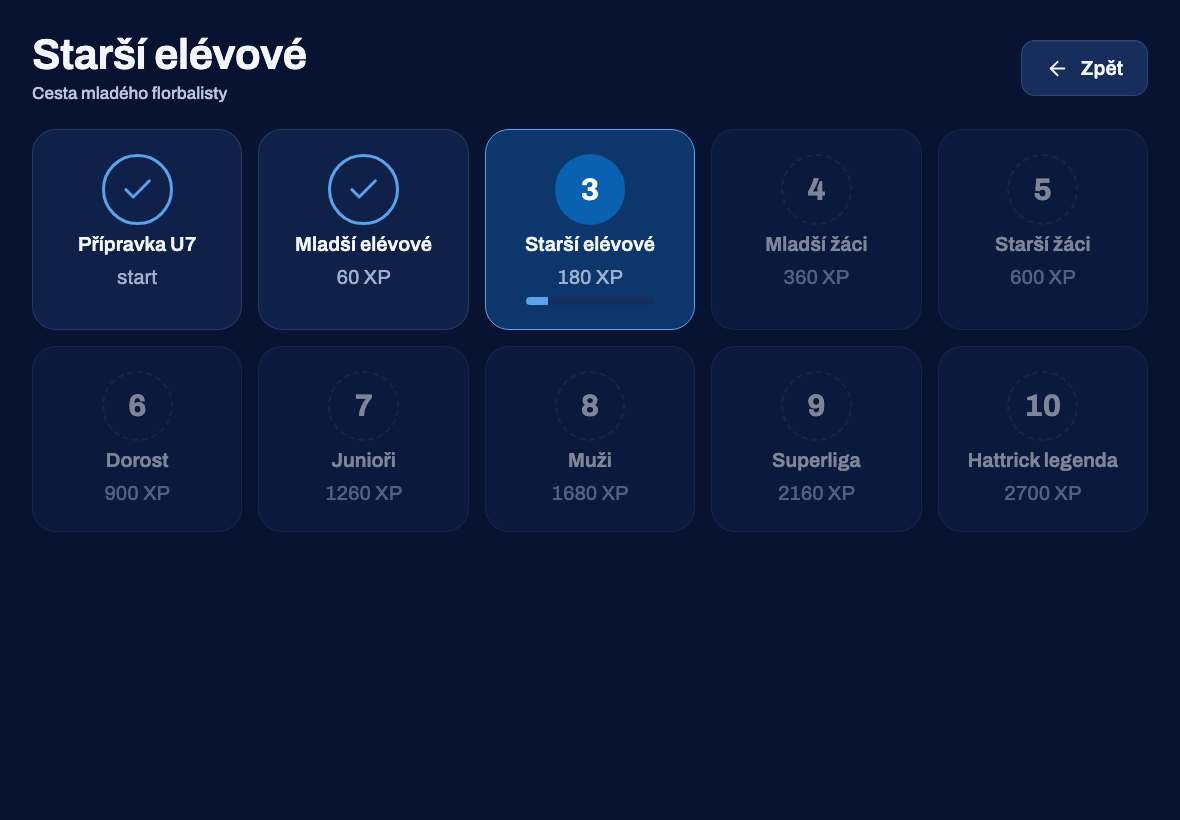 Starší elévové
Cesta mladého florbalisty
Zpět
Přípravka U7
start
Mladší elévové
60 XP
3
Starší elévové
180 XP
4
Mladší žáci
360 XP
5
Starší žáci
600 XP
6
Dorost
900 XP
7
Junioři
1260 XP
8
Muži
1680 XP
9
Superliga
2160 XP
10
Hattrick legenda
2700 XP